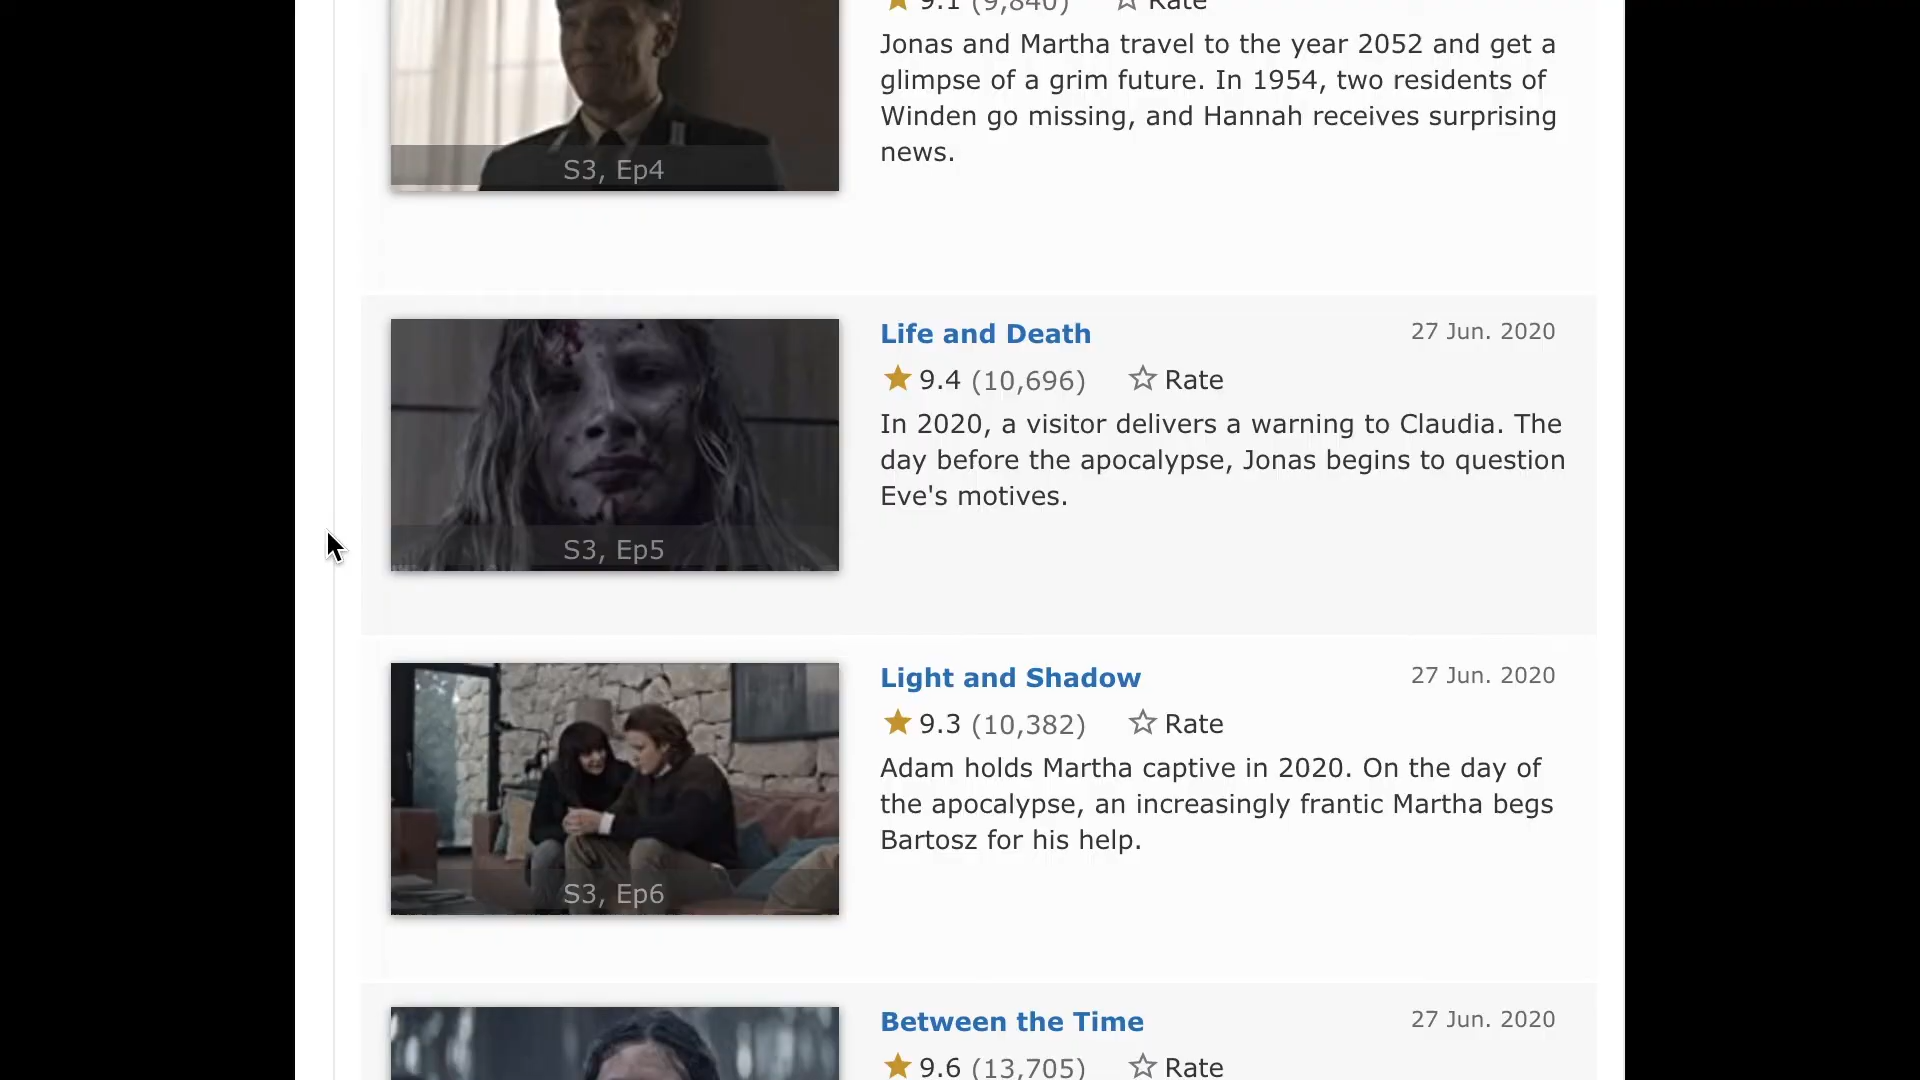 9.1 (9,840) Rate
Jonas and Martha travel to the year 2052 and get a
glimpse of a grim future. In 1954, two residents of
Winden go missing, and Hannah receives surprising
news.
S3, Ep4
Life and Death 27 Jun. 2020
9.4 (10,696) Rate
In 2020, a visitor delivers a warning to Claudia. The
day before the apocalypse, Jonas begins to question
Eve's motives.
S3, Ep5
Light and Shadow 27 Jun. 2020
9.3 (10,382) Rate
Adam holds Martha captive in 2020. On the day of
the apocalypse, an increasingly frantic Martha begs
Bartosz for his help.
S3, Ep6
Between the Time 27 Jun. 2020
9.6 (13,705) Rate